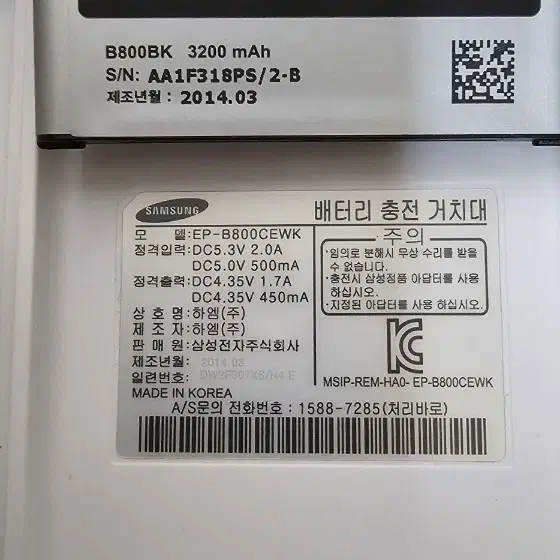 B800BK 3200 mAh
S/N: AA1F318PS/2-B
제조년월 : 2014.03
SAMSUNG
배터리 충전 거치대
모 델:EP-B800CEWK
정격입력:DC5.3V 2.0A
DC5.0V 500mA
정격출력:DC4.35V 1.7A
DC4.35V 450mA
상 호 명:하엠(주)
제 조 자:하엠(주)
판 매 원:삼성전자주식회사
제조년월: 2014.03
일련번호:
MADE IN KOREA
주의
·임의로 분해시 무상 수리를 받을
수 없습니다.
·충전시 삼성정품 아답터를 사용
하십시오.
·지정된 아답터를 사용 하십시오.
MSIP-REM-HA0- EP-B800CEWK
A/S문의 전화번호 : 1588-7285(처리바로)